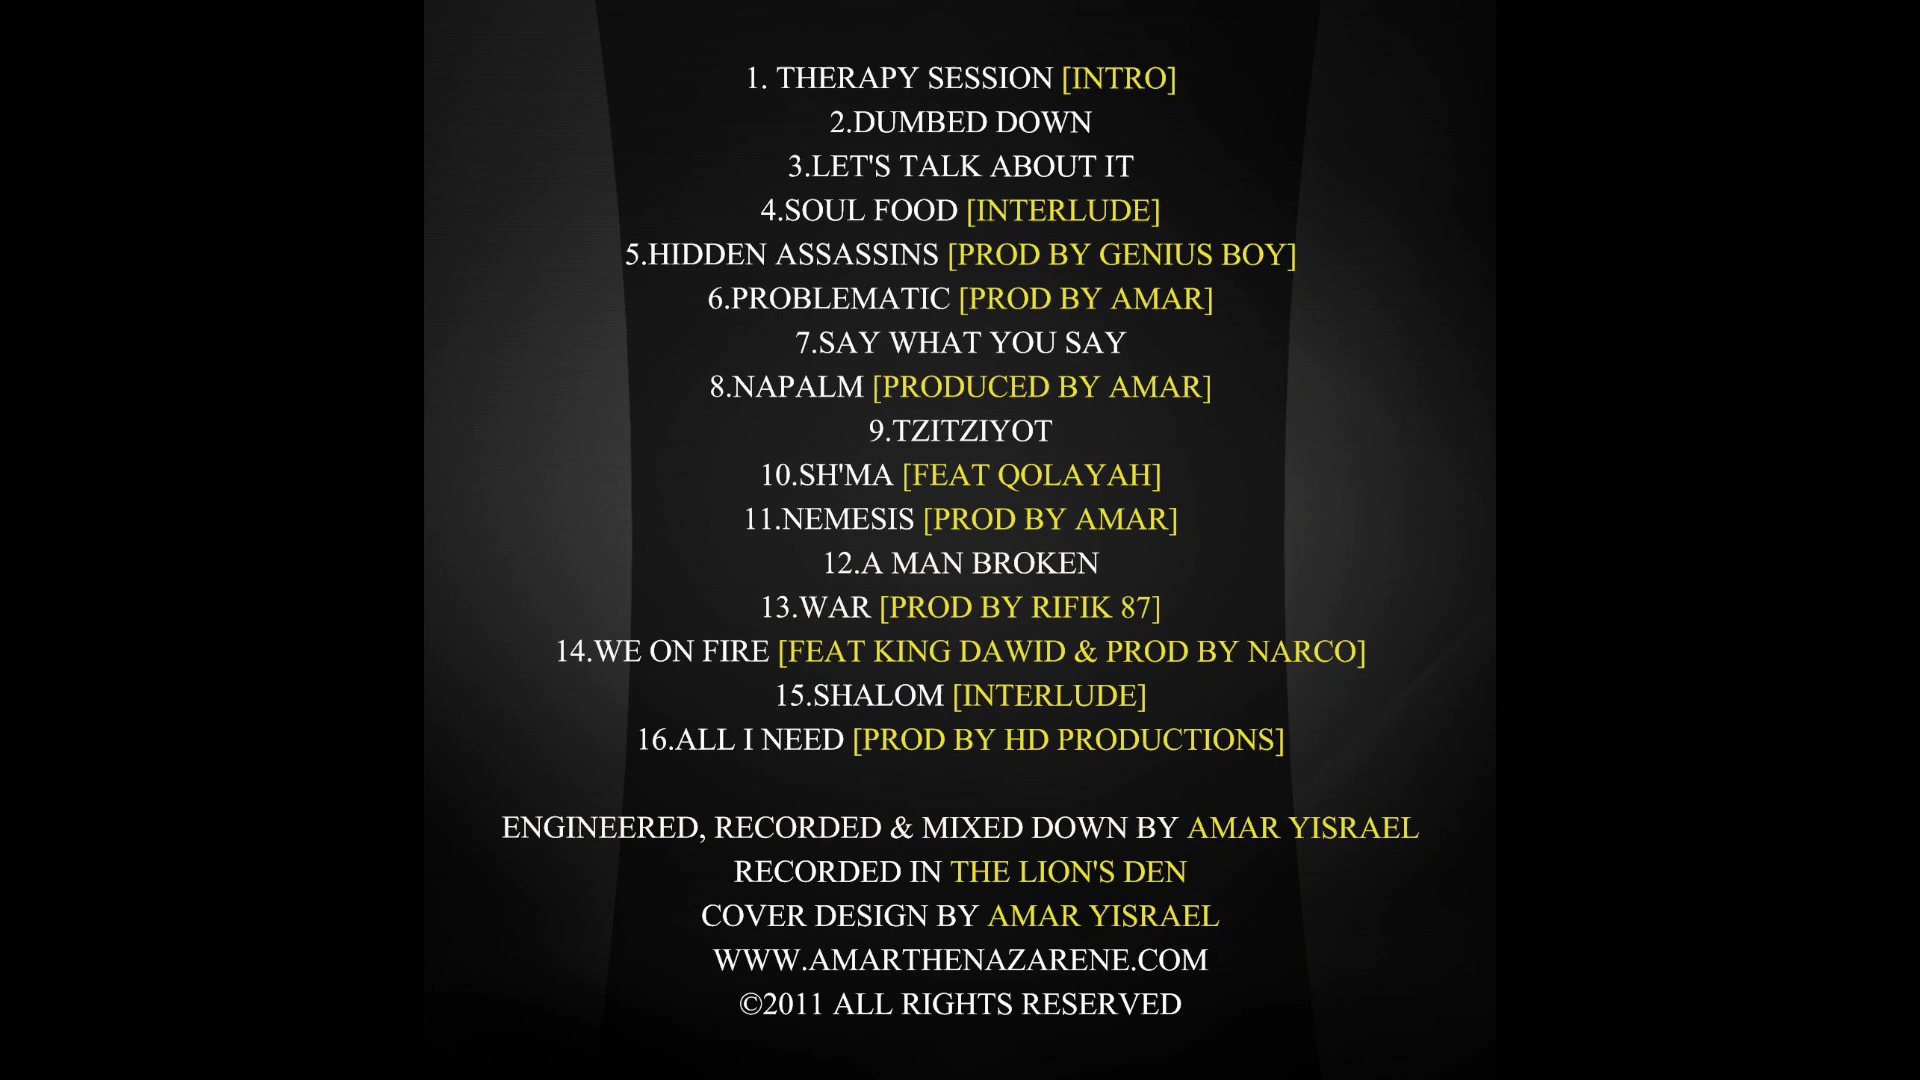 1. THERAPY SESSION [INTRO]
2.DUMBED DOWN
3.LET'S TALK ABOUT IT
4.SOUL FOOD [INTERLUDE]
5.HIDDEN ASSASSINS [PROD BY GENIUS BOY]
6.PROBLEMATIC [PROD BY AMAR]
7.SAY WHAT YOU SAY
8.NAPALM [PRODUCED BY AMAR]
9.TZITZIYOT
10.SH'MA [FEAT QOLAYAH]
11.NEMESIS [PROD BY AMAR]
12.A MAN BROKEN
13.WAR [PROD BY RIFIK 87]
14.WE ON FIRE [FEAT KING DAWID & PROD BY NARCO]
15.SHALOM [INTERLUDE]
16.ALL I NEED [PROD BY HD PRODUCTIONS]
ENGINEERED, RECORDED & MIXED DOWN BY AMAR YISRAEL
RECORDED IN THE LION'S DEN
COVER DESIGN BY AMAR YISRAEL
WWW.AMARTHENAZARENE.COM
©2011 ALL RIGHTS RESERVED